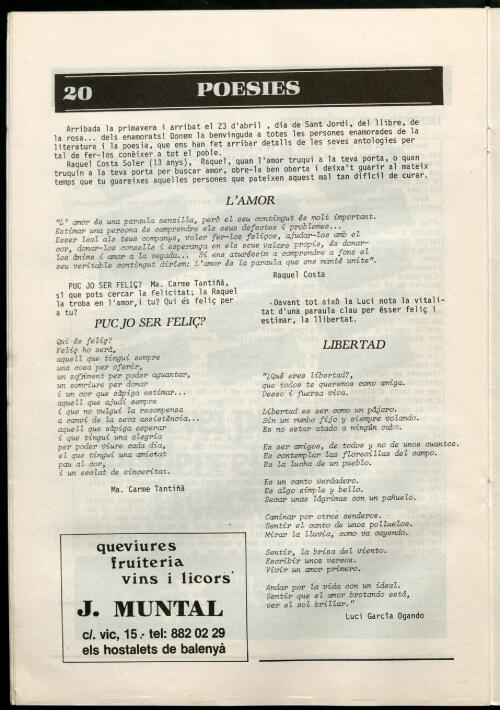 20 POESIES
Arribada la primavera i arribat el 23 d'abril , dia de Sant Jordi, del llibre, de
la rosa... dels enamorats! Donem la benvinguda a totes les persones enamorades de la
literatura i la poesia, que ens han fet arribar detalls de les seves antologies per
tal de fer-los conèixer a tot el poble.
Raquel Costa Soler (13 anys), Raquel, quan l'amor truqui a la teva porta, o quan
truquin a la teva porta per buscar amor, obre-la ben oberta i deixa't guarir al mateix
temps que tu guareixes aquelles persones que pateixen aquest mal tan difícil de curar.
L'AMOR
"L' amor és una paraula senzilla, però el seu contingut és molt important.
Estimar una persona és comprendre els seus defectes i problemes...
Esser leal als teus companys, voler fer-los feliços, ajudar-los amb el
cor, donar-los consells i esperança en els seus valors propis, és donar-
los ànims i amor a la vegada... Si ens aturéssim a comprendre a fons el
seu veritable contingut diríem: L'amor és la paraula que ens manté units".
Raquel Costa
PUC JO SER FELIÇ? Ma. Carme Tantiñà,
sí que pots cercar la felicitat; la Raquel
la troba en l'amor,i tu? Qui és feliç per
a tu?
PUC JO SER FELIÇ?
Qui és feliç?
Feliç ho serà,
aquell que tingui sempre
una cosa per oferir,
un sofriment per poder aguantar,
un somriure per donar
i un cor que sàpiga estimar...
aquell que ajudi sempre
i que no vulgui la recompensa
a canvi de la seva assistència...
aquell que sàpiga esperar
i que tingui una alegria
per poder viure cada dia,
el que tingui una amistat
pau al cor,
i un esclat de sinceritat.
Ma. Carme Tantiñà
.Davant tot això la Luci nota la vitali-
tat d'una paraula clau per ésser feliç i
estimar, la llibertat.
LIBERTAD
"¿Qué eres libertad?,
que todos te queremos como amiga.
Deseo i fuerza viva.
Libertad es ser como un pájaro.
Sin un rumbo fijo y siempre volando.
Es no estar atado a ningún cabo.
Es ser amigos, de todos y no de unos cuantos.
Es contemplar las florecillas del campo.
Es la lucha de un pueblo.
Es un canto verdadero.
Es algo simple y bello.
Secar unas lágrimas con un pañuelo.
Caminar por otros senderos.
Sentir el canto de unos polluelos.
Mirar la lluvia, como va cayendo.
Sentir, la brisa del viento.
Escribir unos versos.
Vivir un amor primero.
Andar por la vida con un ideal.
Sentir que el amor brotando está,
ver el sol brillar."
Luci García Ogando
queviures
fruiteria
vins i licors
J. MUNTAL
c/. vic, 15.- tel: 882 02 29
els hostalets de balenyà